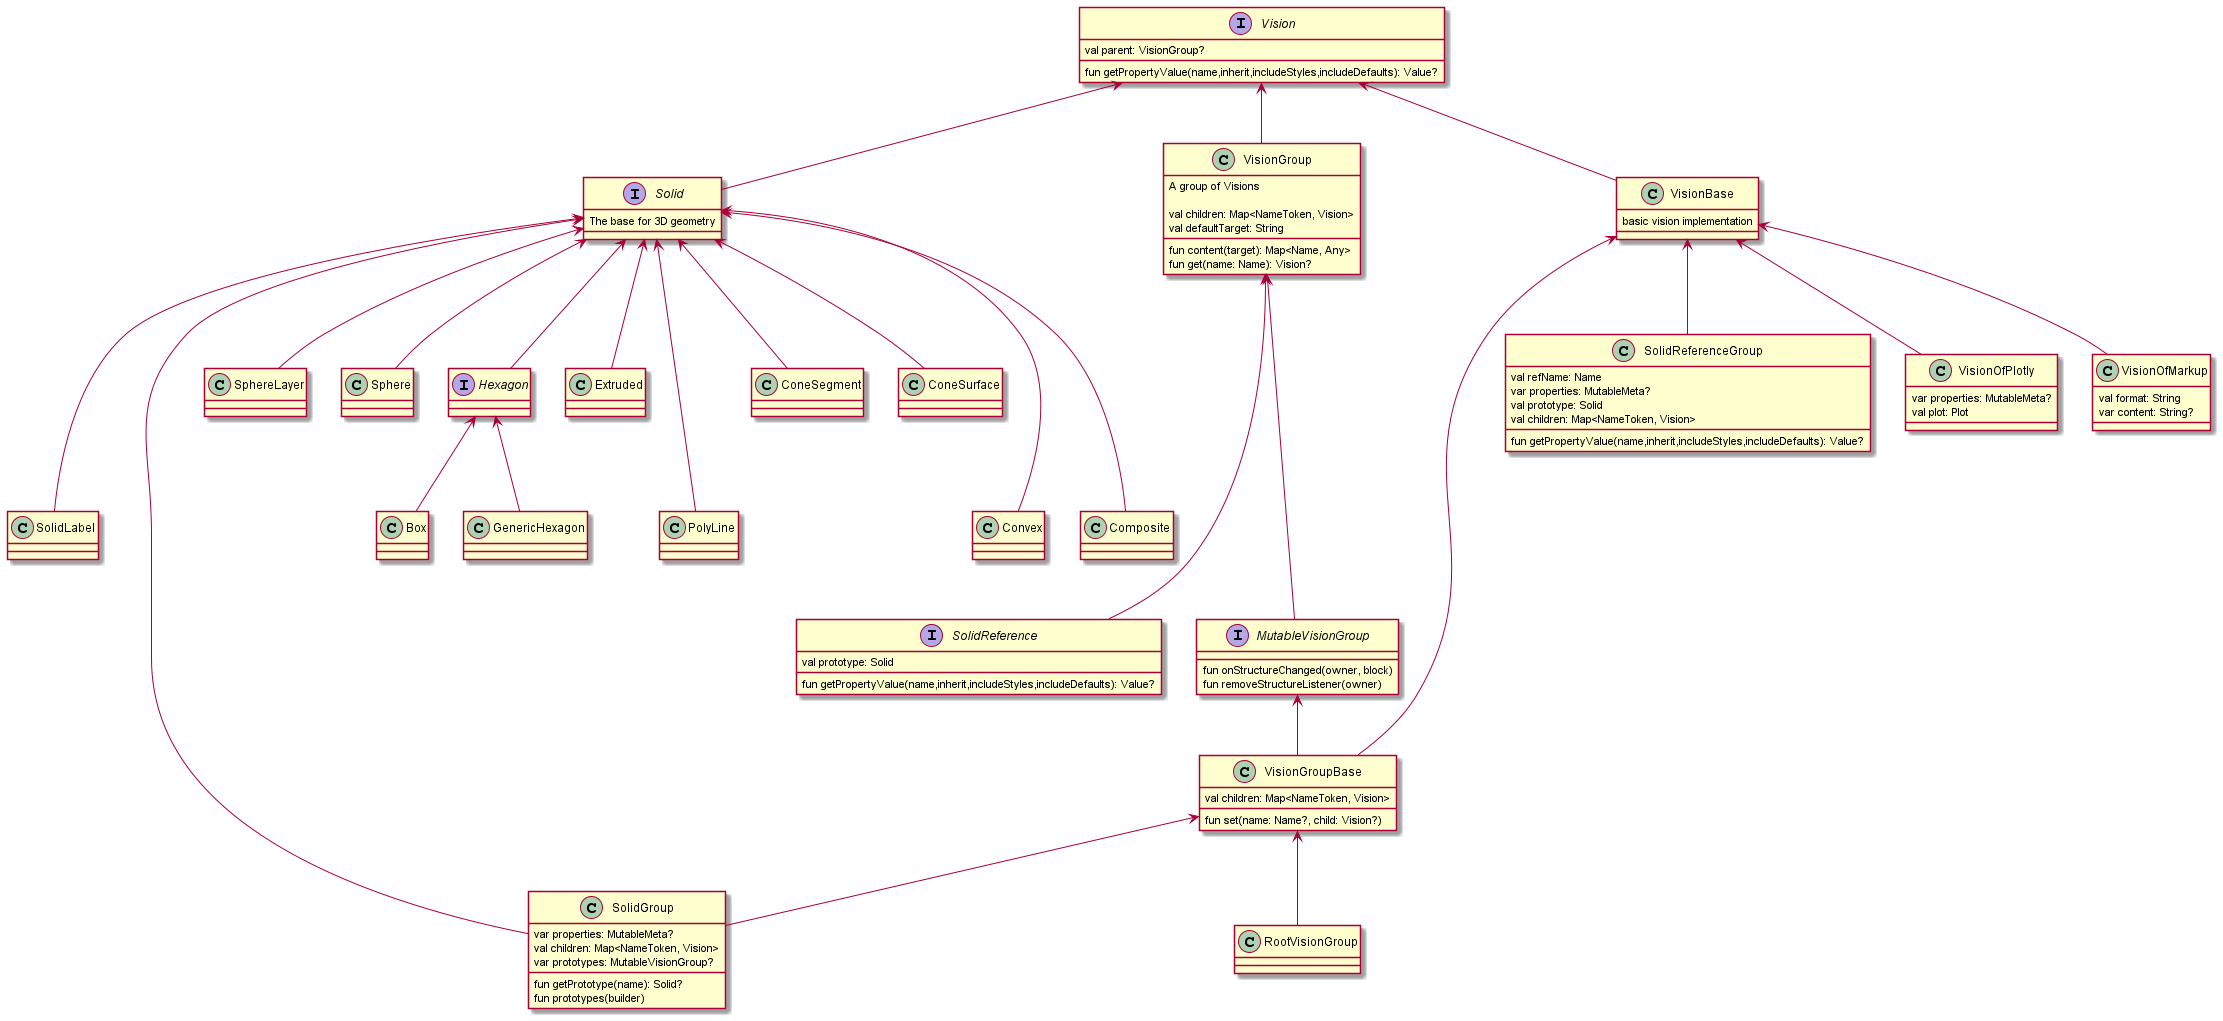 I Vision
val parent: VisionGroup?
fun getPropertyValue(name,inherit,includeStyles,includeDefaults): Value?
I Solid
The base for 3D geometry
C VisionGroup
A group of Visions
val children: Map<NameToken, Vision>
val defaultTarget: String
fun content(target): Map<Name, Any>
fun get(name: Name): Vision?
C VisionBase
basic vision implementation
C SphereLayer
C Sphere
I Hexagon
C Extruded
C ConeSegment
C ConeSurface
C SolidReferenceGroup
val refName: Name
var properties: MutableMeta?
val prototype: Solid
val children: Map<NameToken, Vision>
fun getPropertyValue(name,inherit,includeStyles,includeDefaults): Value?
C VisionOfPlotly
var properties: MutableMeta?
val plot: Plot
C VisionOfMarkup
val format: String
var content: String?
C SolidLabel
C Box
C GenericHexagon
C PolyLine
C Convex
C Composite
I SolidReference
val prototype: Solid
fun getPropertyValue(name,inherit,includeStyles,includeDefaults): Value?
I MutableVisionGroup
fun onStructureChanged(owner, block)
fun removeStructureListener(owner)
C VisionGroupBase
val children: Map<NameToken, Vision>
fun set(name: Name?, child: Vision?)
C SolidGroup
var properties: MutableMeta?
val children: Map<NameToken, Vision>
var prototypes: MutableVisionGroup?
fun getPrototype(name): Solid?
fun prototypes(builder)
C RootVisionGroup